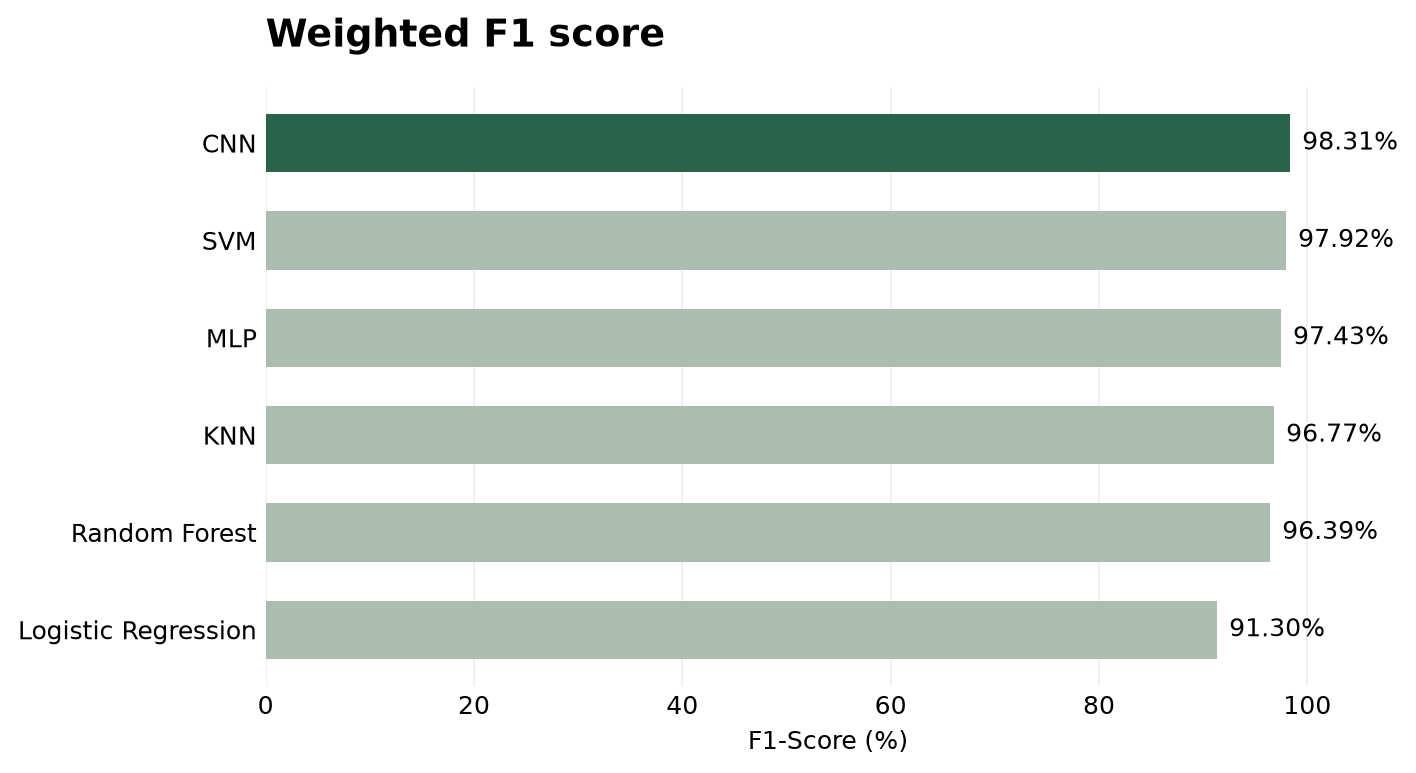 Weighted F1 score
CNN 98.31%
SVM 97.92%
MLP 97.43%
KNN 96.77%
Random Forest 96.39%
Logistic Regression 91.30%
0 20 40 60 80 100
F1-Score (%)